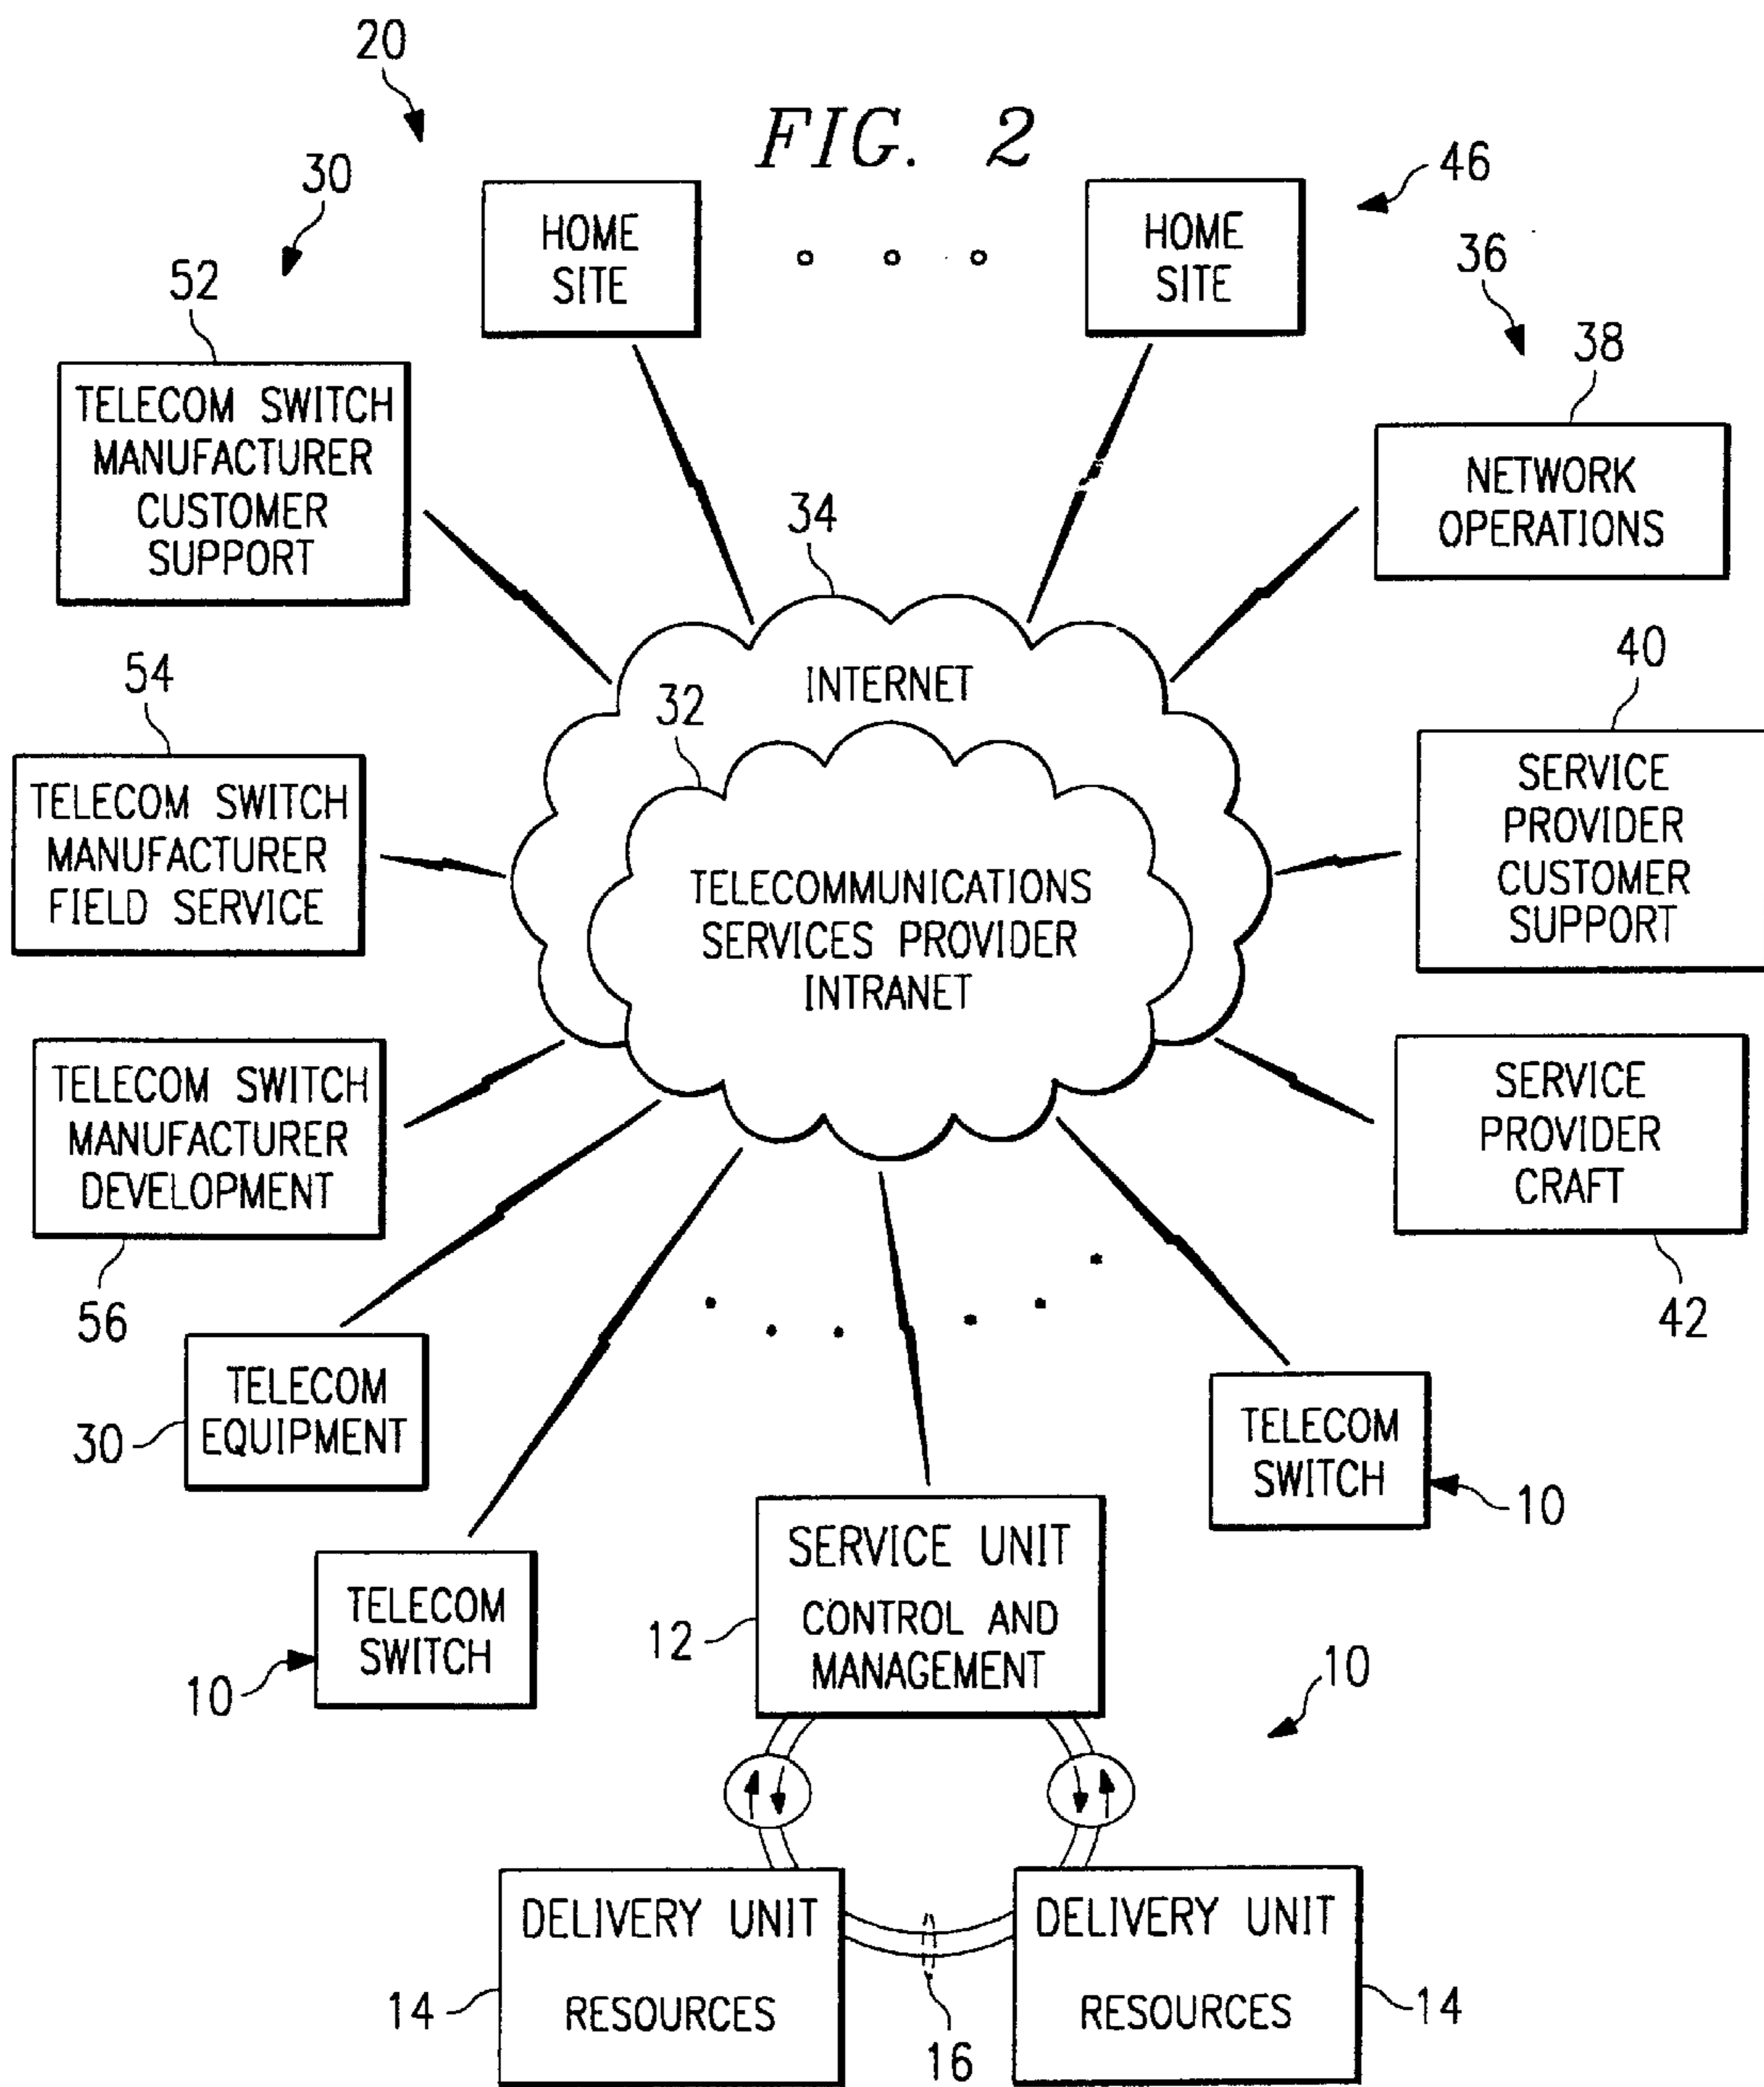 20
FIG. 2
30
46
HOME
SITE
HOME
SITE
36
52
38
TELECOM SWITCH
MANUFACTURER
CUSTOMER
SUPPORT
NETWORK
OPERATIONS
34
INTERNET
54
40
32
TELECOM SWITCH
MANUFACTURER
FIELD SERVICE
SERVICE
PROVIDER
CUSTOMER
SUPPORT
TELECOMMUNICATIONS
SERVICES PROVIDER
INTRANET
TELECOM SWITCH
MANUFACTURER
DEVELOPMENT
SERVICE
PROVIDER
CRAFT
56
42
TELECOM
EQUIPMENT
30
TELECOM
SWITCH
10
TELECOM
SWITCH
10
SERVICE UNIT
CONTROL AND
MANAGEMENT
12
10
DELIVERY UNIT
RESOURCES
14
DELIVERY UNIT
RESOURCES
14
16